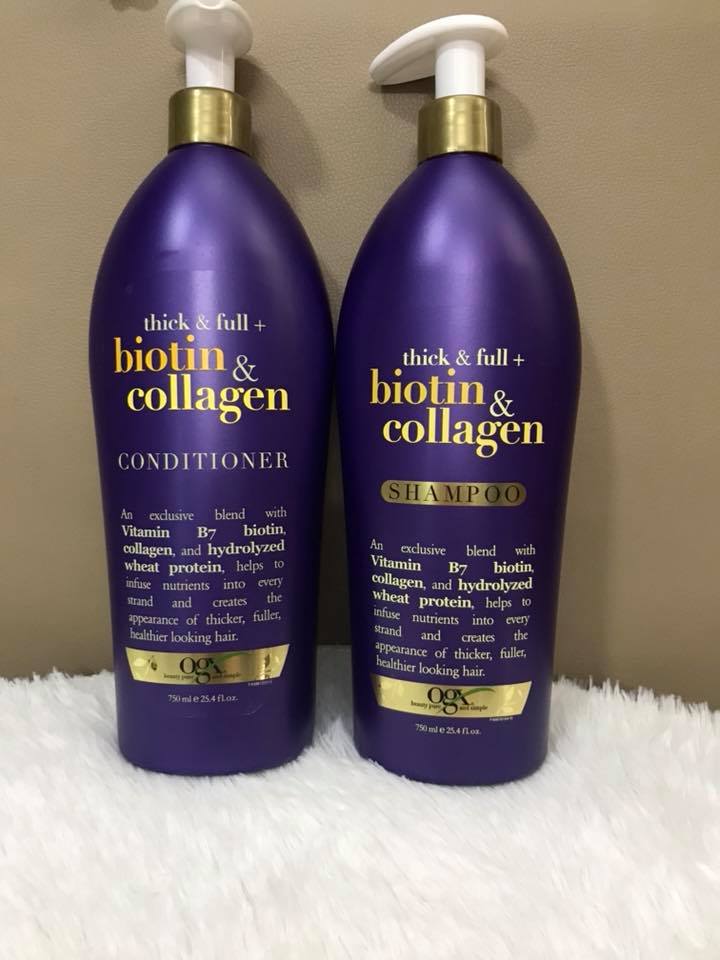 thick & full +
biotin &
collagen
CONDITIONER
An exclusive blend with
Vitamin B7 biotin,
collagen, and hydrolyzed
wheat protein, helps to
infuse nutrients into every
strand and creates the
appearance of thicker, fuller,
healthier looking hair.
ogx
beauty pure and simple
750 ml e 25.4 fl.oz.
thick & full +
biotin &
collagen
SHAMPOO
An exclusive blend with
Vitamin B7 biotin,
collagen, and hydrolyzed
wheat protein, helps to
infuse nutrients into every
strand and creates the
appearance of thicker, fuller,
healthier looking hair.
ogx
beauty pure and simple
750 ml e 25.4 fl.oz.